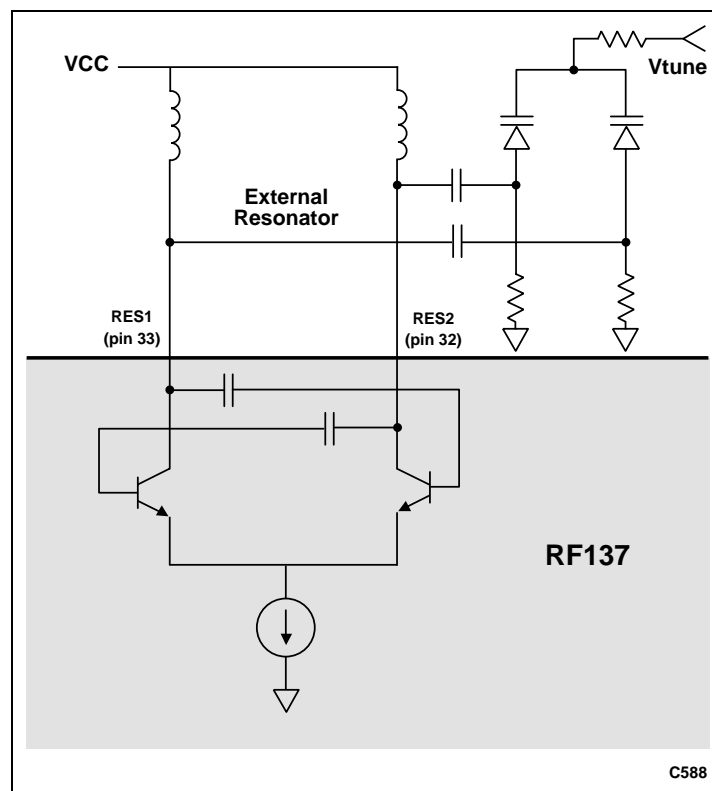 VCC
Vtune
External
Resonator
RES1
(pin 33)
RES2
(pin 32)
RF137
C588